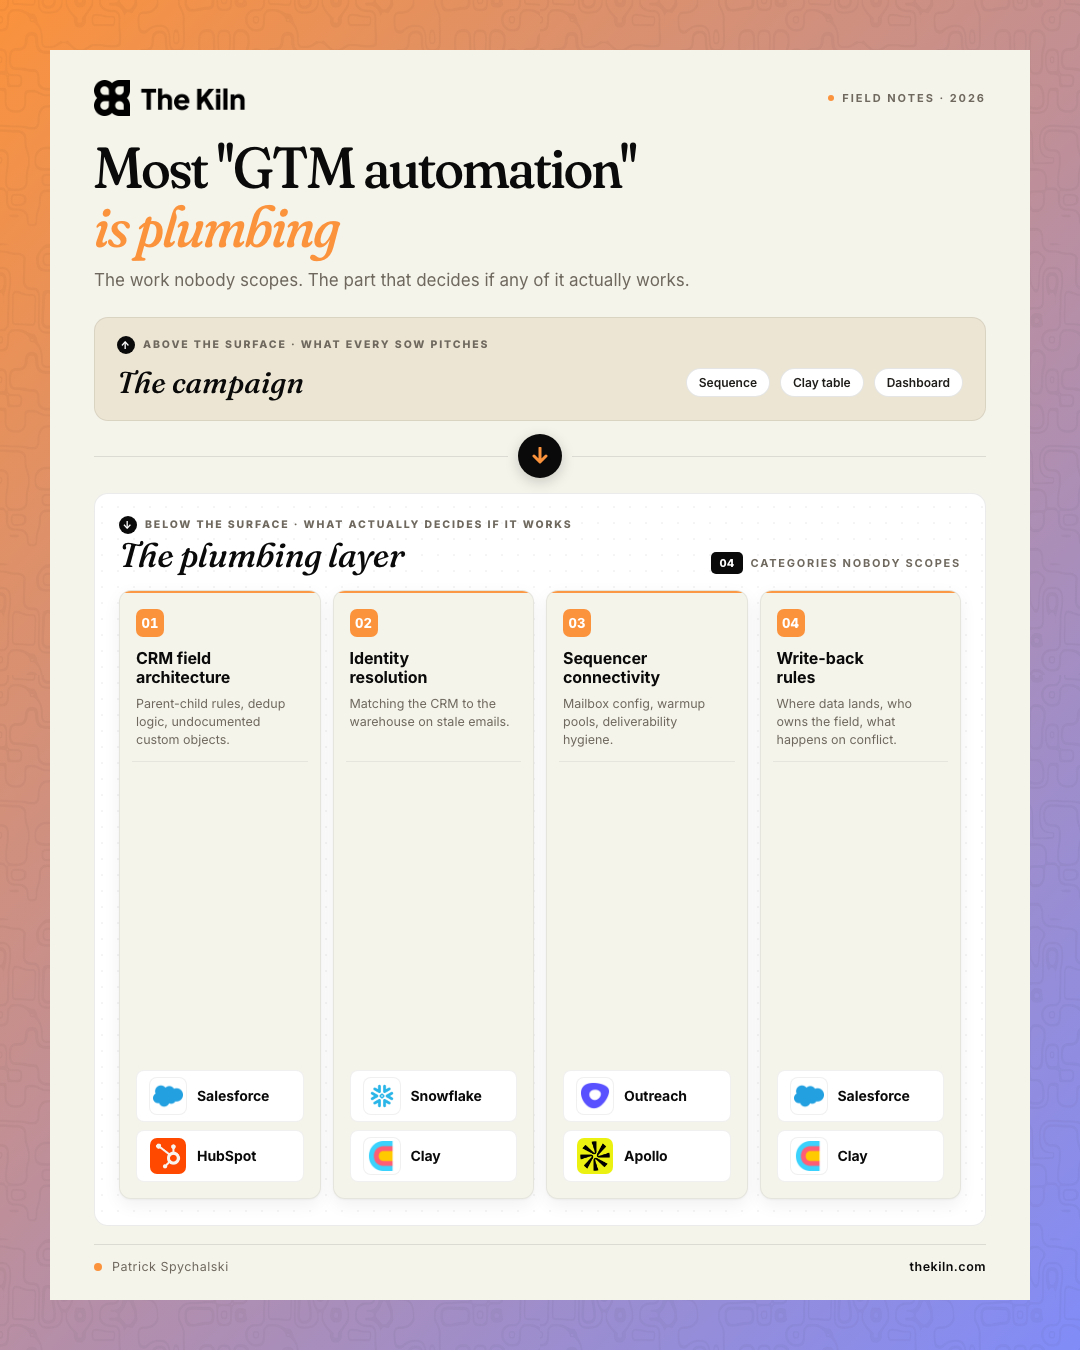 The Kiln
FIELD NOTES · 2026
Most "GTM automation"
is plumbing
The work nobody scopes. The part that decides if any of it actually works.
ABOVE THE SURFACE · WHAT EVERY SOW PITCHES
The campaign
Sequence
Clay table
Dashboard
BELOW THE SURFACE · WHAT ACTUALLY DECIDES IF IT WORKS
The plumbing layer
04 CATEGORIES NOBODY SCOPES
01
CRM field
architecture
Parent-child rules, dedup
logic, undocumented
custom objects.
Salesforce
HubSpot
02
Identity
resolution
Matching the CRM to the
warehouse on stale emails.
Snowflake
Clay
03
Sequencer
connectivity
Mailbox config, warmup
pools, deliverability
hygiene.
Outreach
Apollo
04
Write-back
rules
Where data lands, who
owns the field, what
happens on conflict.
Salesforce
Clay
Patrick Spychalski
thekiln.com